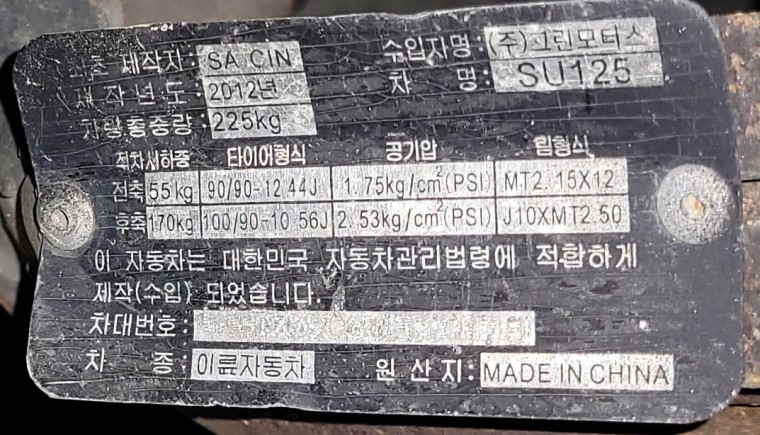 최초 제작자: SA CIN 수입자명: (주)그린모터스
제작년도: 2012년 차 명: SU125
차량총중량: 225kg
적차시하중 타이어형식 공기압 림형식
전축 55kg 90/90-12 44J 1.75kg/cm²(PSI) MT2.15X12
후축 170kg 100/90-10 56J 2.53kg/cm²(PSI) J10XMT2.50
이 자동차는 대한민국 자동차관리법령에 적합하게
제작(수입) 되었습니다.
차대번호:
차 종: 이륜자동차 원산지: MADE IN CHINA